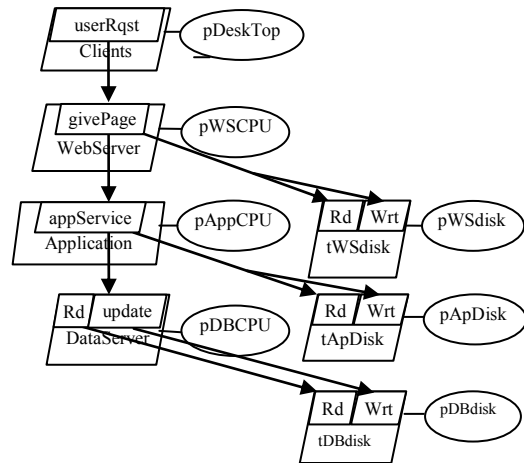 userRqst
Clients
pDeskTop
givePage
WebServer
pWSCPU
Rd Wrt
tWSdisk
pWSdisk
appService
Application
pAppCPU
Rd Wrt
tApDisk
pApDisk
Rd update
DataServer
pDBCPU
Rd Wrt
tDBdisk
pDBdisk